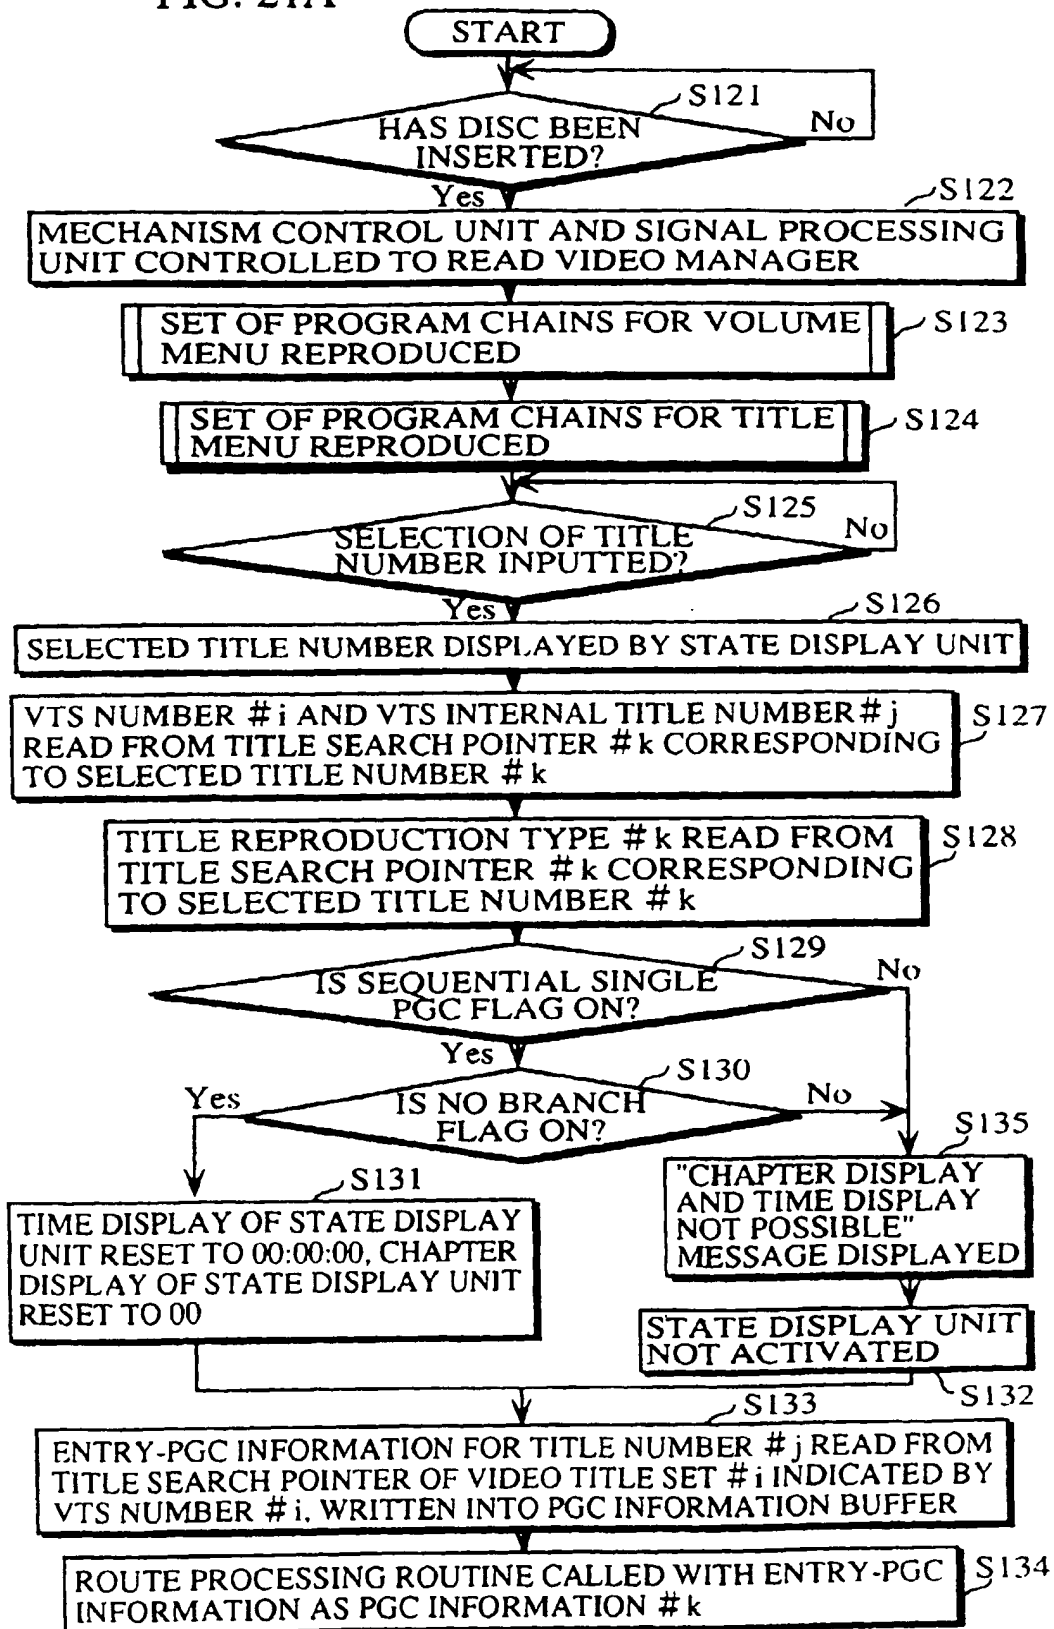 FIG. 21A
START
S121
HAS DISC BEEN
INSERTED?
No
Yes
S122
MECHANISM CONTROL UNIT AND SIGNAL PROCESSING
UNIT CONTROLLED TO READ VIDEO MANAGER
SET OF PROGRAM CHAINS FOR VOLUME
MENU REPRODUCED
S123
SET OF PROGRAM CHAINS FOR TITLE
MENU REPRODUCED
S124
S125
SELECTION OF TITLE
NUMBER INPUTTED?
No
Yes
S126
SELECTED TITLE NUMBER DISPLAYED BY STATE DISPLAY UNIT
VTS NUMBER #i AND VTS INTERNAL TITLE NUMBER#j
READ FROM TITLE SEARCH POINTER #k CORRESPONDING
TO SELECTED TITLE NUMBER #k
S127
TITLE REPRODUCTION TYPE #k READ FROM
TITLE SEARCH POINTER #k CORRESPONDING
TO SELECTED TITLE NUMBER #k
S128
S129
IS SEQUENTIAL SINGLE
PGC FLAG ON?
No
Yes
S130
IS NO BRANCH
FLAG ON?
Yes
No
S135
"CHAPTER DISPLAY
AND TIME DISPLAY
NOT POSSIBLE"
MESSAGE DISPLAYED
S131
TIME DISPLAY OF STATE DISPLAY
UNIT RESET TO 00:00:00, CHAPTER
DISPLAY OF STATE DISPLAY UNIT
RESET TO 00
STATE DISPLAY UNIT
NOT ACTIVATED
S132
S133
ENTRY-PGC INFORMATION FOR TITLE NUMBER #j READ FROM
TITLE SEARCH POINTER OF VIDEO TITLE SET #i INDICATED BY
VTS NUMBER #i, WRITTEN INTO PGC INFORMATION BUFFER
ROUTE PROCESSING ROUTINE CALLED WITH ENTRY-PGC
INFORMATION AS PGC INFORMATION #k
S134